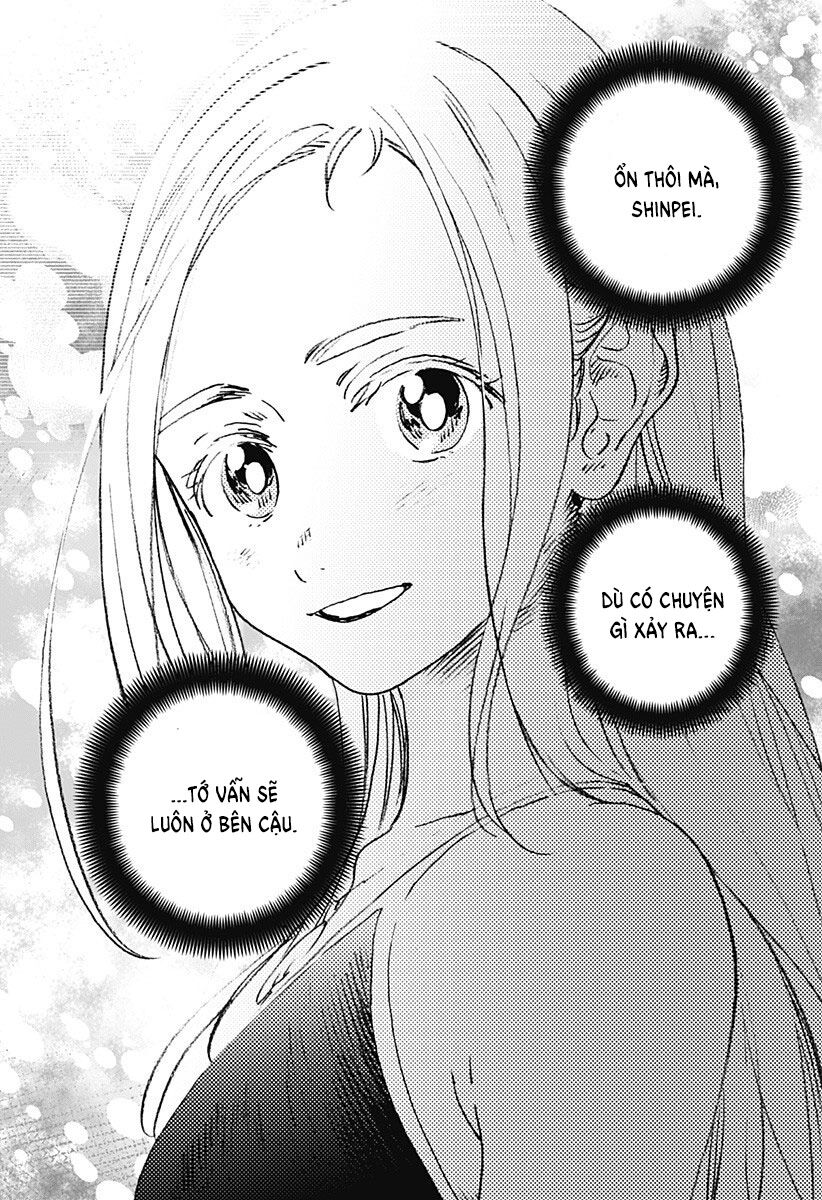 ỔN THÔI MÀ,
SHINPEI.
DÙ CÓ CHUYỆN
GÌ XẢY RA...
...TỚ VẪN SẼ
LUÔN Ở BÊN CẬU.